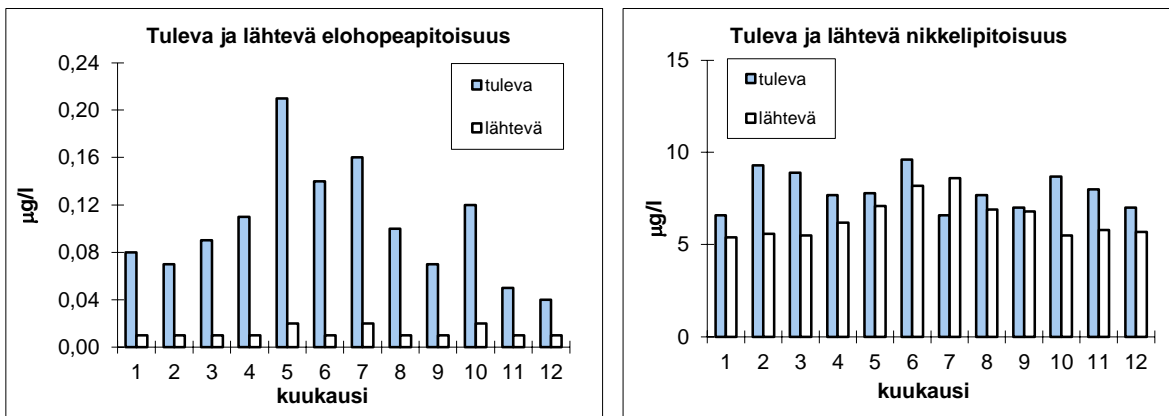 Tuleva ja lähtevä elohopeapitoisuus
0,24
0,20
0,16
0,12
0,08
0,04
0,00
µg/l
tuleva
lähtevä
1 2 3 4 5 6 7 8 9 10 11 12
kuukausi
Tuleva ja lähtevä nikkelipitoisuus
15
10
5
0
µg/l
tuleva
lähtevä
1 2 3 4 5 6 7 8 9 10 11 12
kuukausi